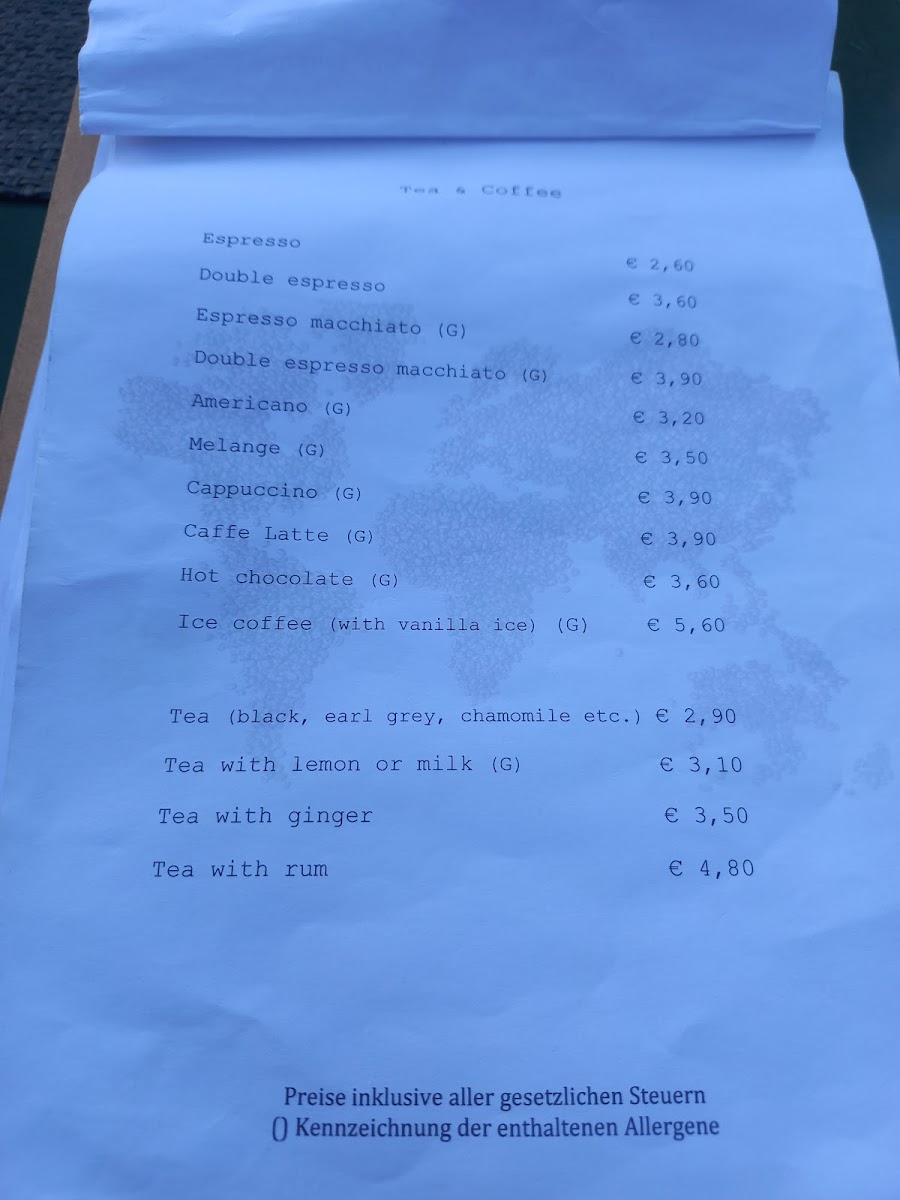 Tea & Coffee
Espresso € 2,60
Double espresso € 3,60
Espresso macchiato (G) € 2,80
Double espresso macchiato (G) € 3,90
Americano (G) € 3,20
Melange (G) € 3,50
Cappuccino (G) € 3,90
Caffe Latte (G) € 3,90
Hot chocolate (G) € 3,60
Ice coffee (with vanilla ice) (G) € 5,60
Tea (black, earl grey, chamomile etc.) € 2,90
Tea with lemon or milk (G) € 3,10
Tea with ginger € 3,50
Tea with rum € 4,80
Preise inklusive aller gesetzlichen Steuern
() Kennzeichnung der enthaltenen Allergene